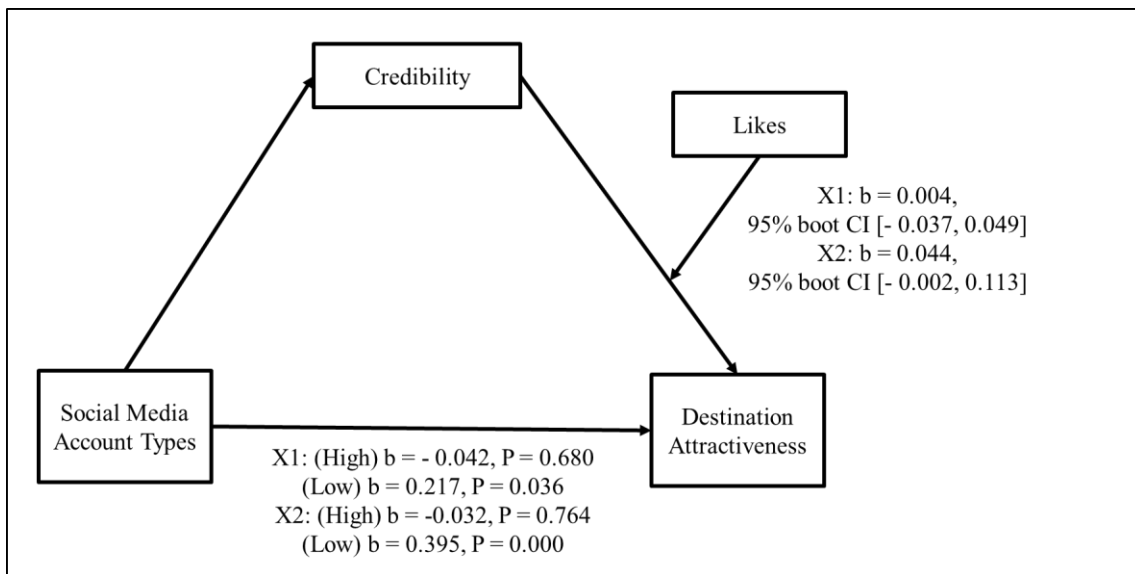 Credibility
Likes
X1: b = 0.004,
95% boot CI [- 0.037, 0.049]
X2: b = 0.044,
95% boot CI [- 0.002, 0.113]
Social Media
Account Types
Destination
Attractiveness
X1: (High) b = - 0.042, P = 0.680
(Low) b = 0.217, P = 0.036
X2: (High) b = -0.032, P = 0.764
(Low) b = 0.395, P = 0.000